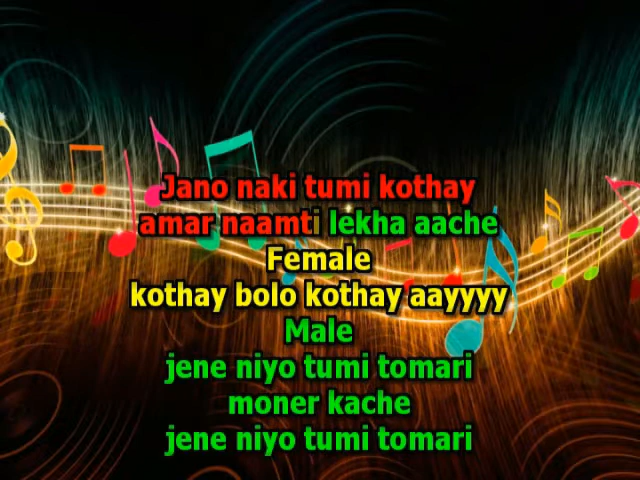 Jano naki tumi kothay
amar naamti lekha aache
Female
kothay bolo kothay aayyyy
Male
jene niyo tumi tomari
moner kache
jene niyo tumi tomari